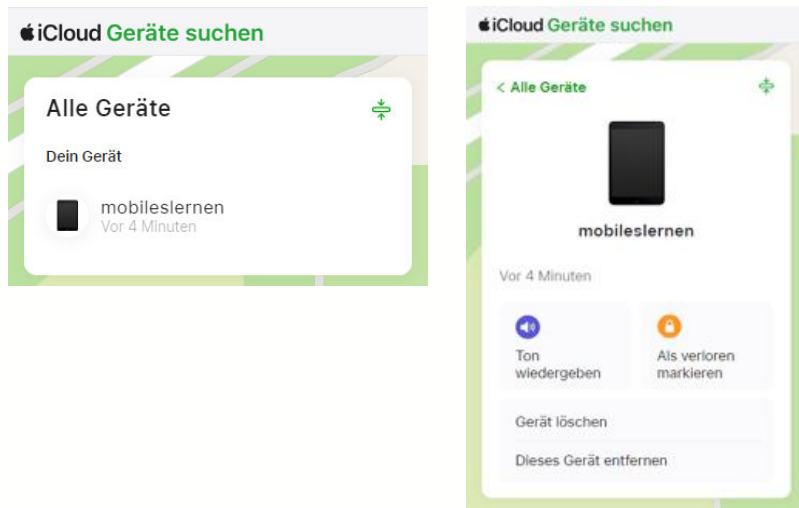 iCloud Geräte suchen
Alle Geräte
Dein Gerät
mobileslernen
Vor 4 Minuten
iCloud Geräte suchen
< Alle Geräte
mobileslernen
Vor 4 Minuten
Ton
wiedergeben
Als verloren
markieren
Gerät löschen
Dieses Gerät entfernen